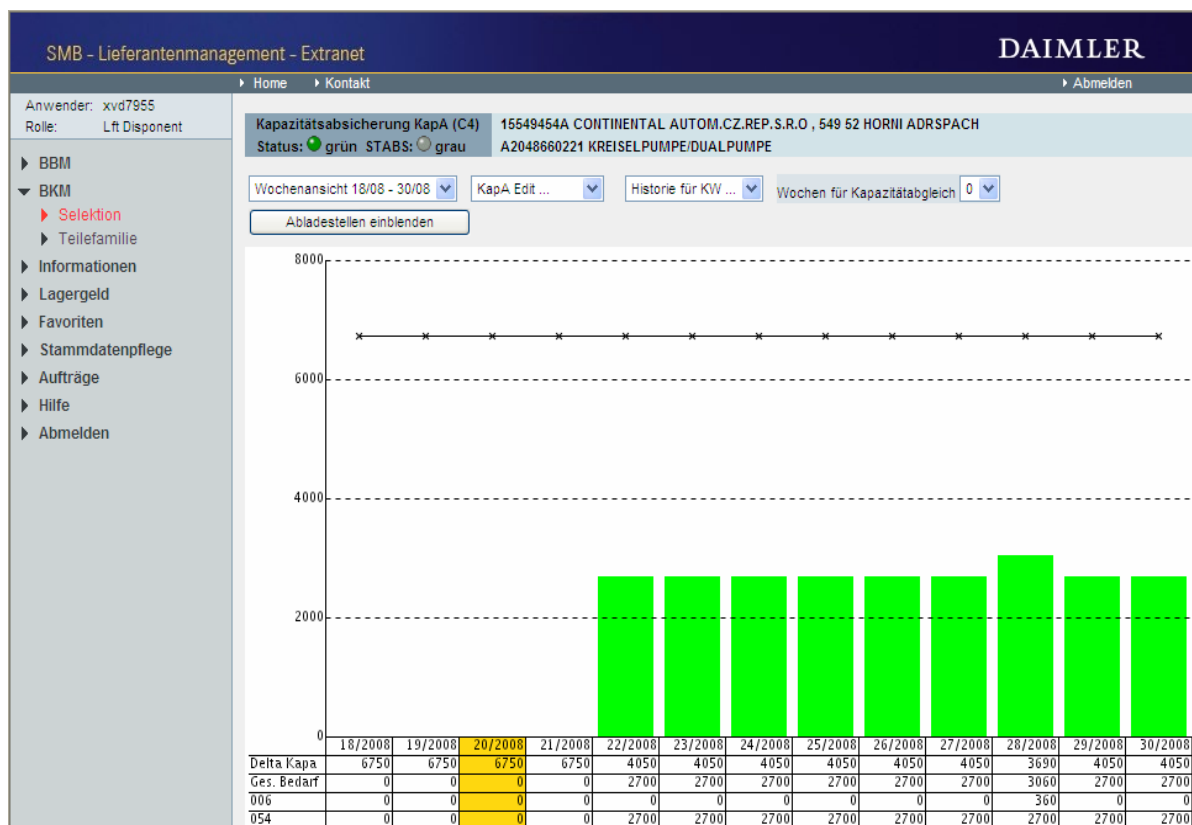 SMB - Lieferantenmanagement - Extranet
DAIMLER
Home Kontakt Abmelden
Anwender: xvd7955
Rolle: Lft Disponent
BBM
BKM
Selektion
Teilefamilie
Informationen
Lagergeld
Favoriten
Stammdatenpflege
Aufträge
Hilfe
Abmelden
Kapazitätsabsicherung KapA (C4) 15549454A CONTINENTAL AUTOM.CZ.REP.S.R.O , 549 52 HORNI ADRSPACH
Status: grün STABS: grau A2048660221 KREISELPUMPE/DUALPUMPE
Wochenansicht 18/08 - 30/08 KapA Edit ... Historie für KW ... Wochen für Kapazitätabgleich 0
Abladestellen einblenden
8000
6000
4000
2000
0
18/2008 19/2008 20/2008 21/2008 22/2008 23/2008 24/2008 25/2008 26/2008 27/2008 28/2008 29/2008 30/2008
Delta Kapa 6750 6750 6750 6750 4050 4050 4050 4050 4050 4050 3690 4050 4050
Ges. Bedarf 0 0 0 0 2700 2700 2700 2700 2700 2700 3060 2700 2700
006 0 0 0 0 0 0 0 0 0 0 360 0 0
054 0 0 0 0 2700 2700 2700 2700 2700 2700 2700 2700 2700